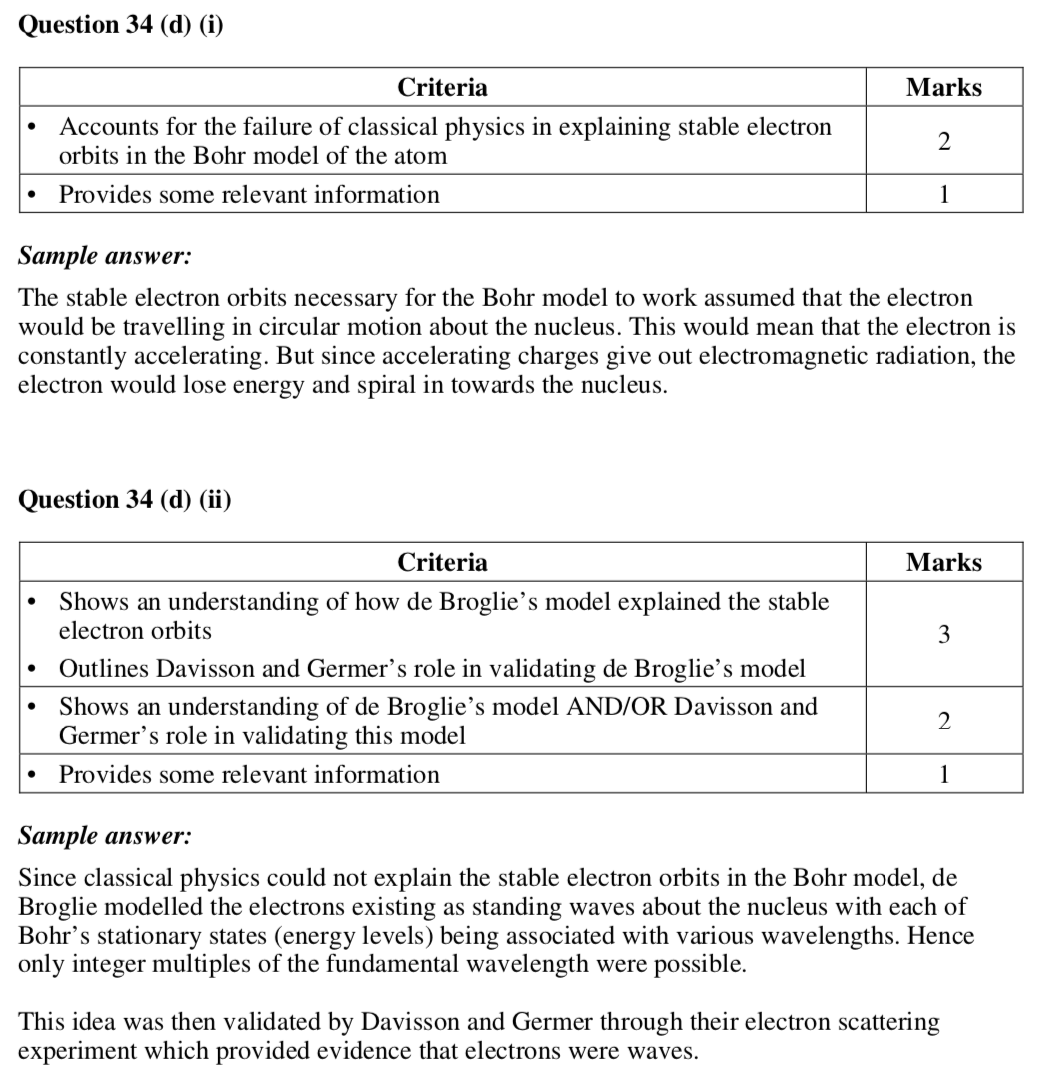 Question 34 (d) (i)
Criteria Marks
• Accounts for the failure of classical physics in explaining stable electron
orbits in the Bohr model of the atom
2
• Provides some relevant information 1
Sample answer:
The stable electron orbits necessary for the Bohr model to work assumed that the electron
would be travelling in circular motion about the nucleus. This would mean that the electron is
constantly accelerating. But since accelerating charges give out electromagnetic radiation, the
electron would lose energy and spiral in towards the nucleus.
Question 34 (d) (ii)
Criteria Marks
• Shows an understanding of how de Broglie’s model explained the stable
electron orbits
• Outlines Davisson and Germer’s role in validating de Broglie’s model
3
• Shows an understanding of de Broglie’s model AND/OR Davisson and
Germer’s role in validating this model
2
• Provides some relevant information 1
Sample answer:
Since classical physics could not explain the stable electron orbits in the Bohr model, de
Broglie modelled the electrons existing as standing waves about the nucleus with each of
Bohr’s stationary states (energy levels) being associated with various wavelengths. Hence
only integer multiples of the fundamental wavelength were possible.
This idea was then validated by Davisson and Germer through their electron scattering
experiment which provided evidence that electrons were waves.